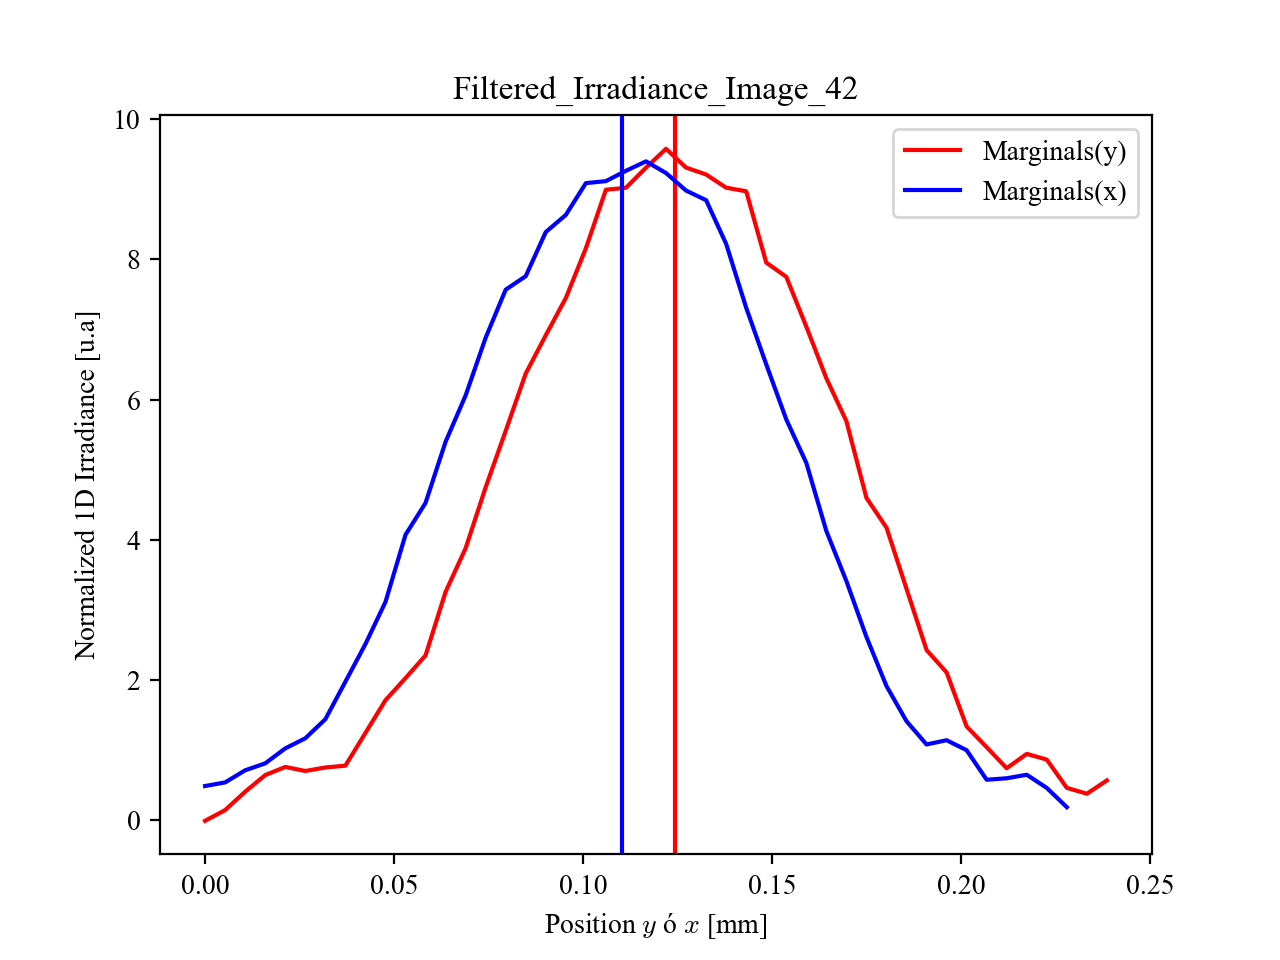 Filtered_Irradiance_Image_42
Marginals(y)
Marginals(x)
Normalized 1D Irradiance [u.a]
10
8
6
4
2
0
0.00 0.05 0.10 0.15 0.20 0.25
Position y ó x [mm]